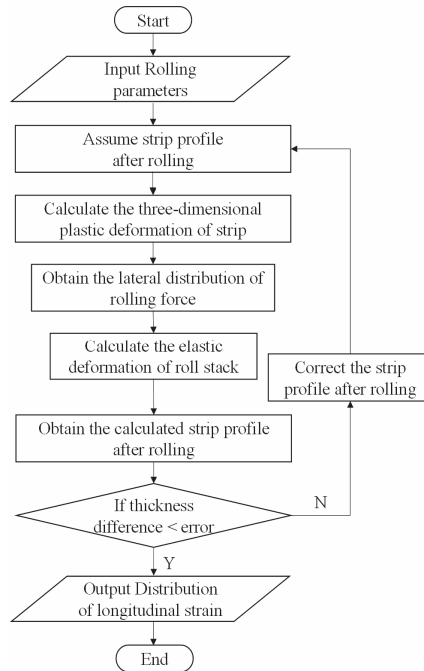 Start
Input Rolling
parameters
Assume strip profile
after rolling
Calculate the three-dimensional
plastic deformation of strip
Obtain the lateral distribution of
rolling force
Calculate the elastic
deformation of roll stack
Correct the strip
profile after rolling
Obtain the calculated strip profile
after rolling
If thickness
difference < error
N
Y
Output Distribution
of longitudinal strain
End